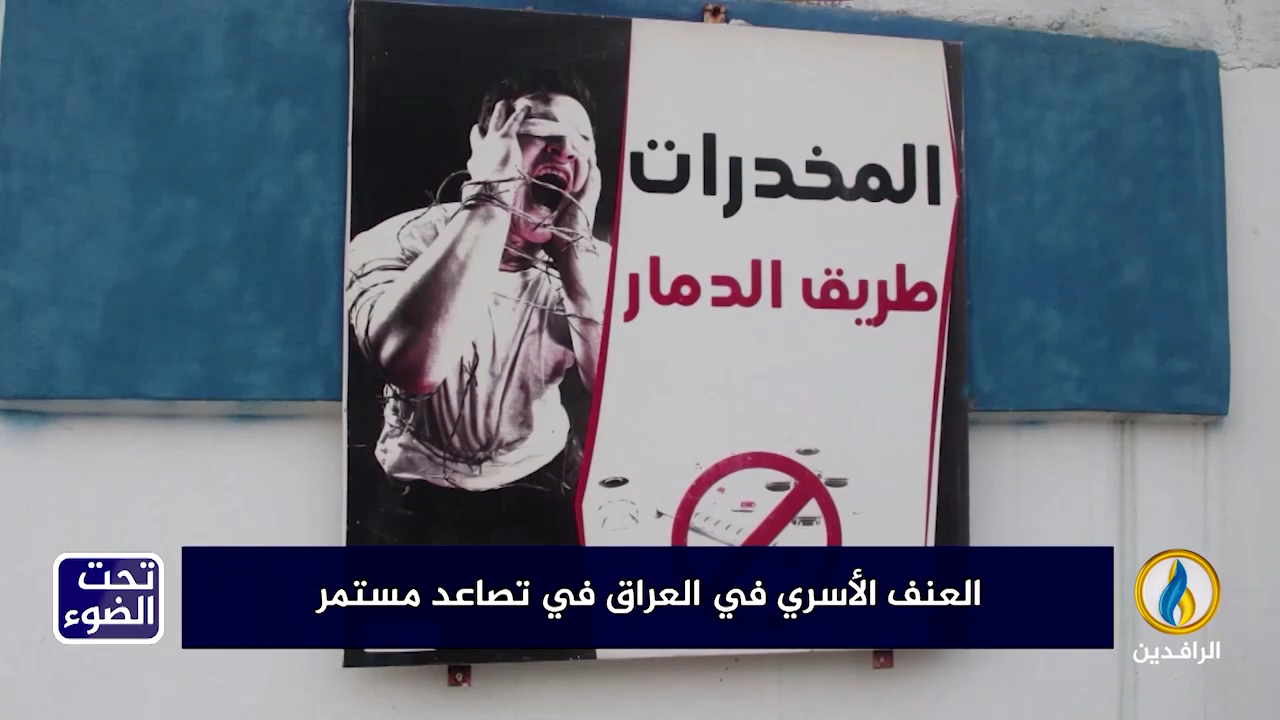 المخدرات
طريق الدمار
العنف الأسري في العراق في تصاعد مستمر
تحت
الضوء
الرافدين